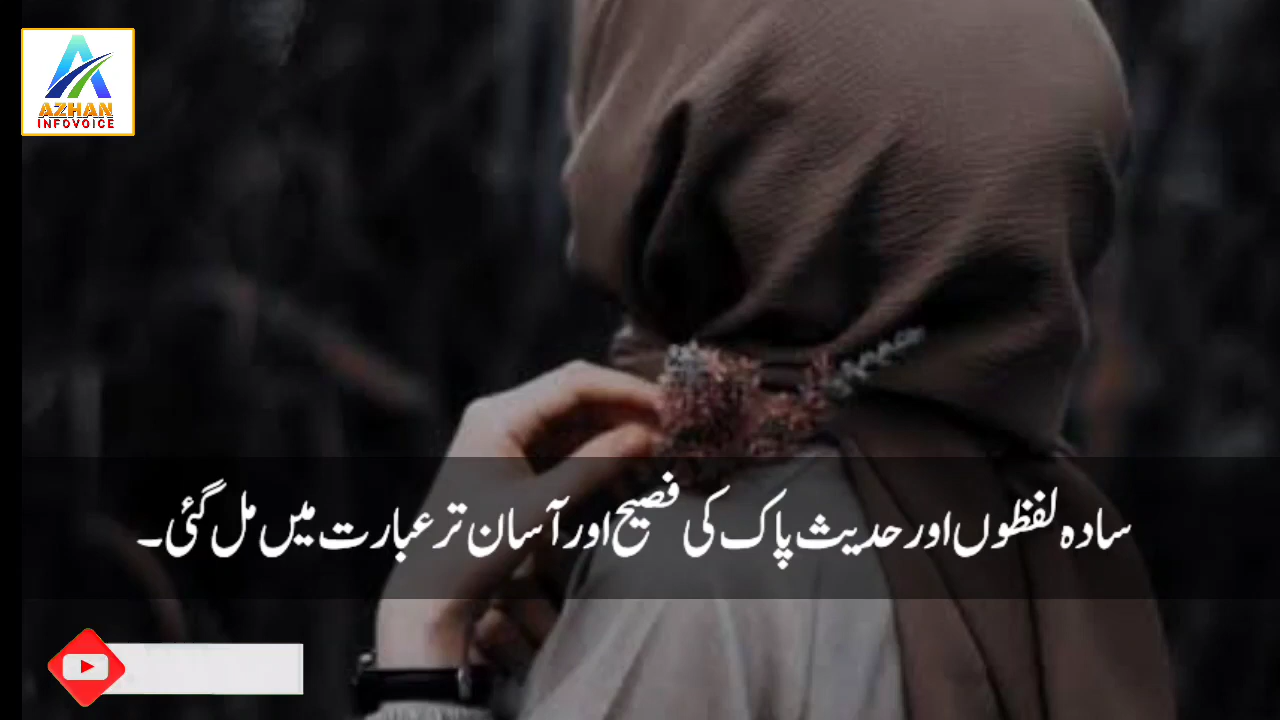 AZHAN
INFOVOICE
سادہ لفظوں اور حدیث پاک کی فصیح اور آسان تر عبارت میں مل گئی۔